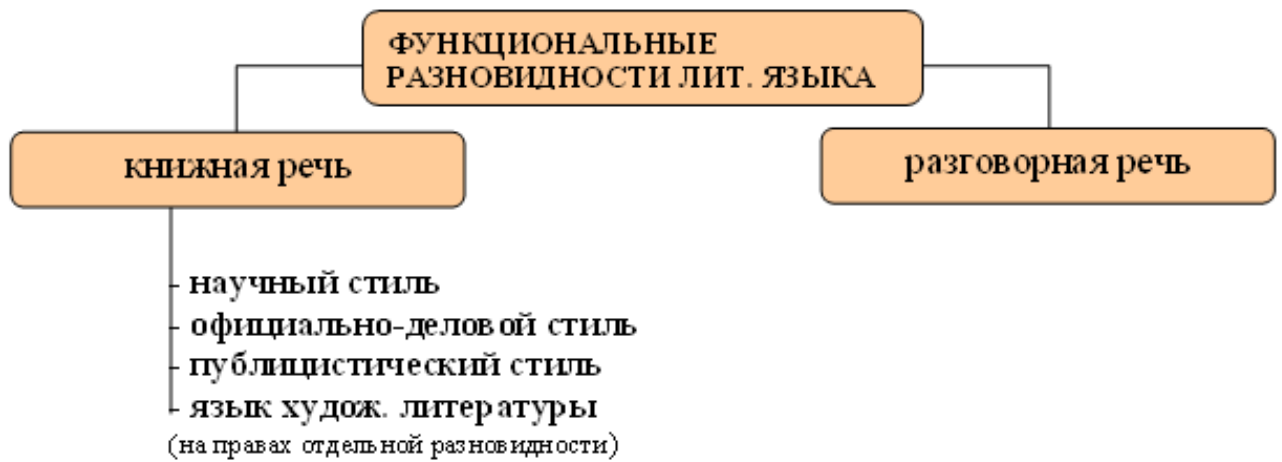 ФУНКЦИОНАЛЬНЫЕ
РАЗНОВИДНОСТИ ЛИТ. ЯЗЫКА
книжная речь
разговорная речь
- научный стиль
- официально-деловой стиль
- публицистический стиль
- язык худож. литературы
(на правах отдельной разновидности)